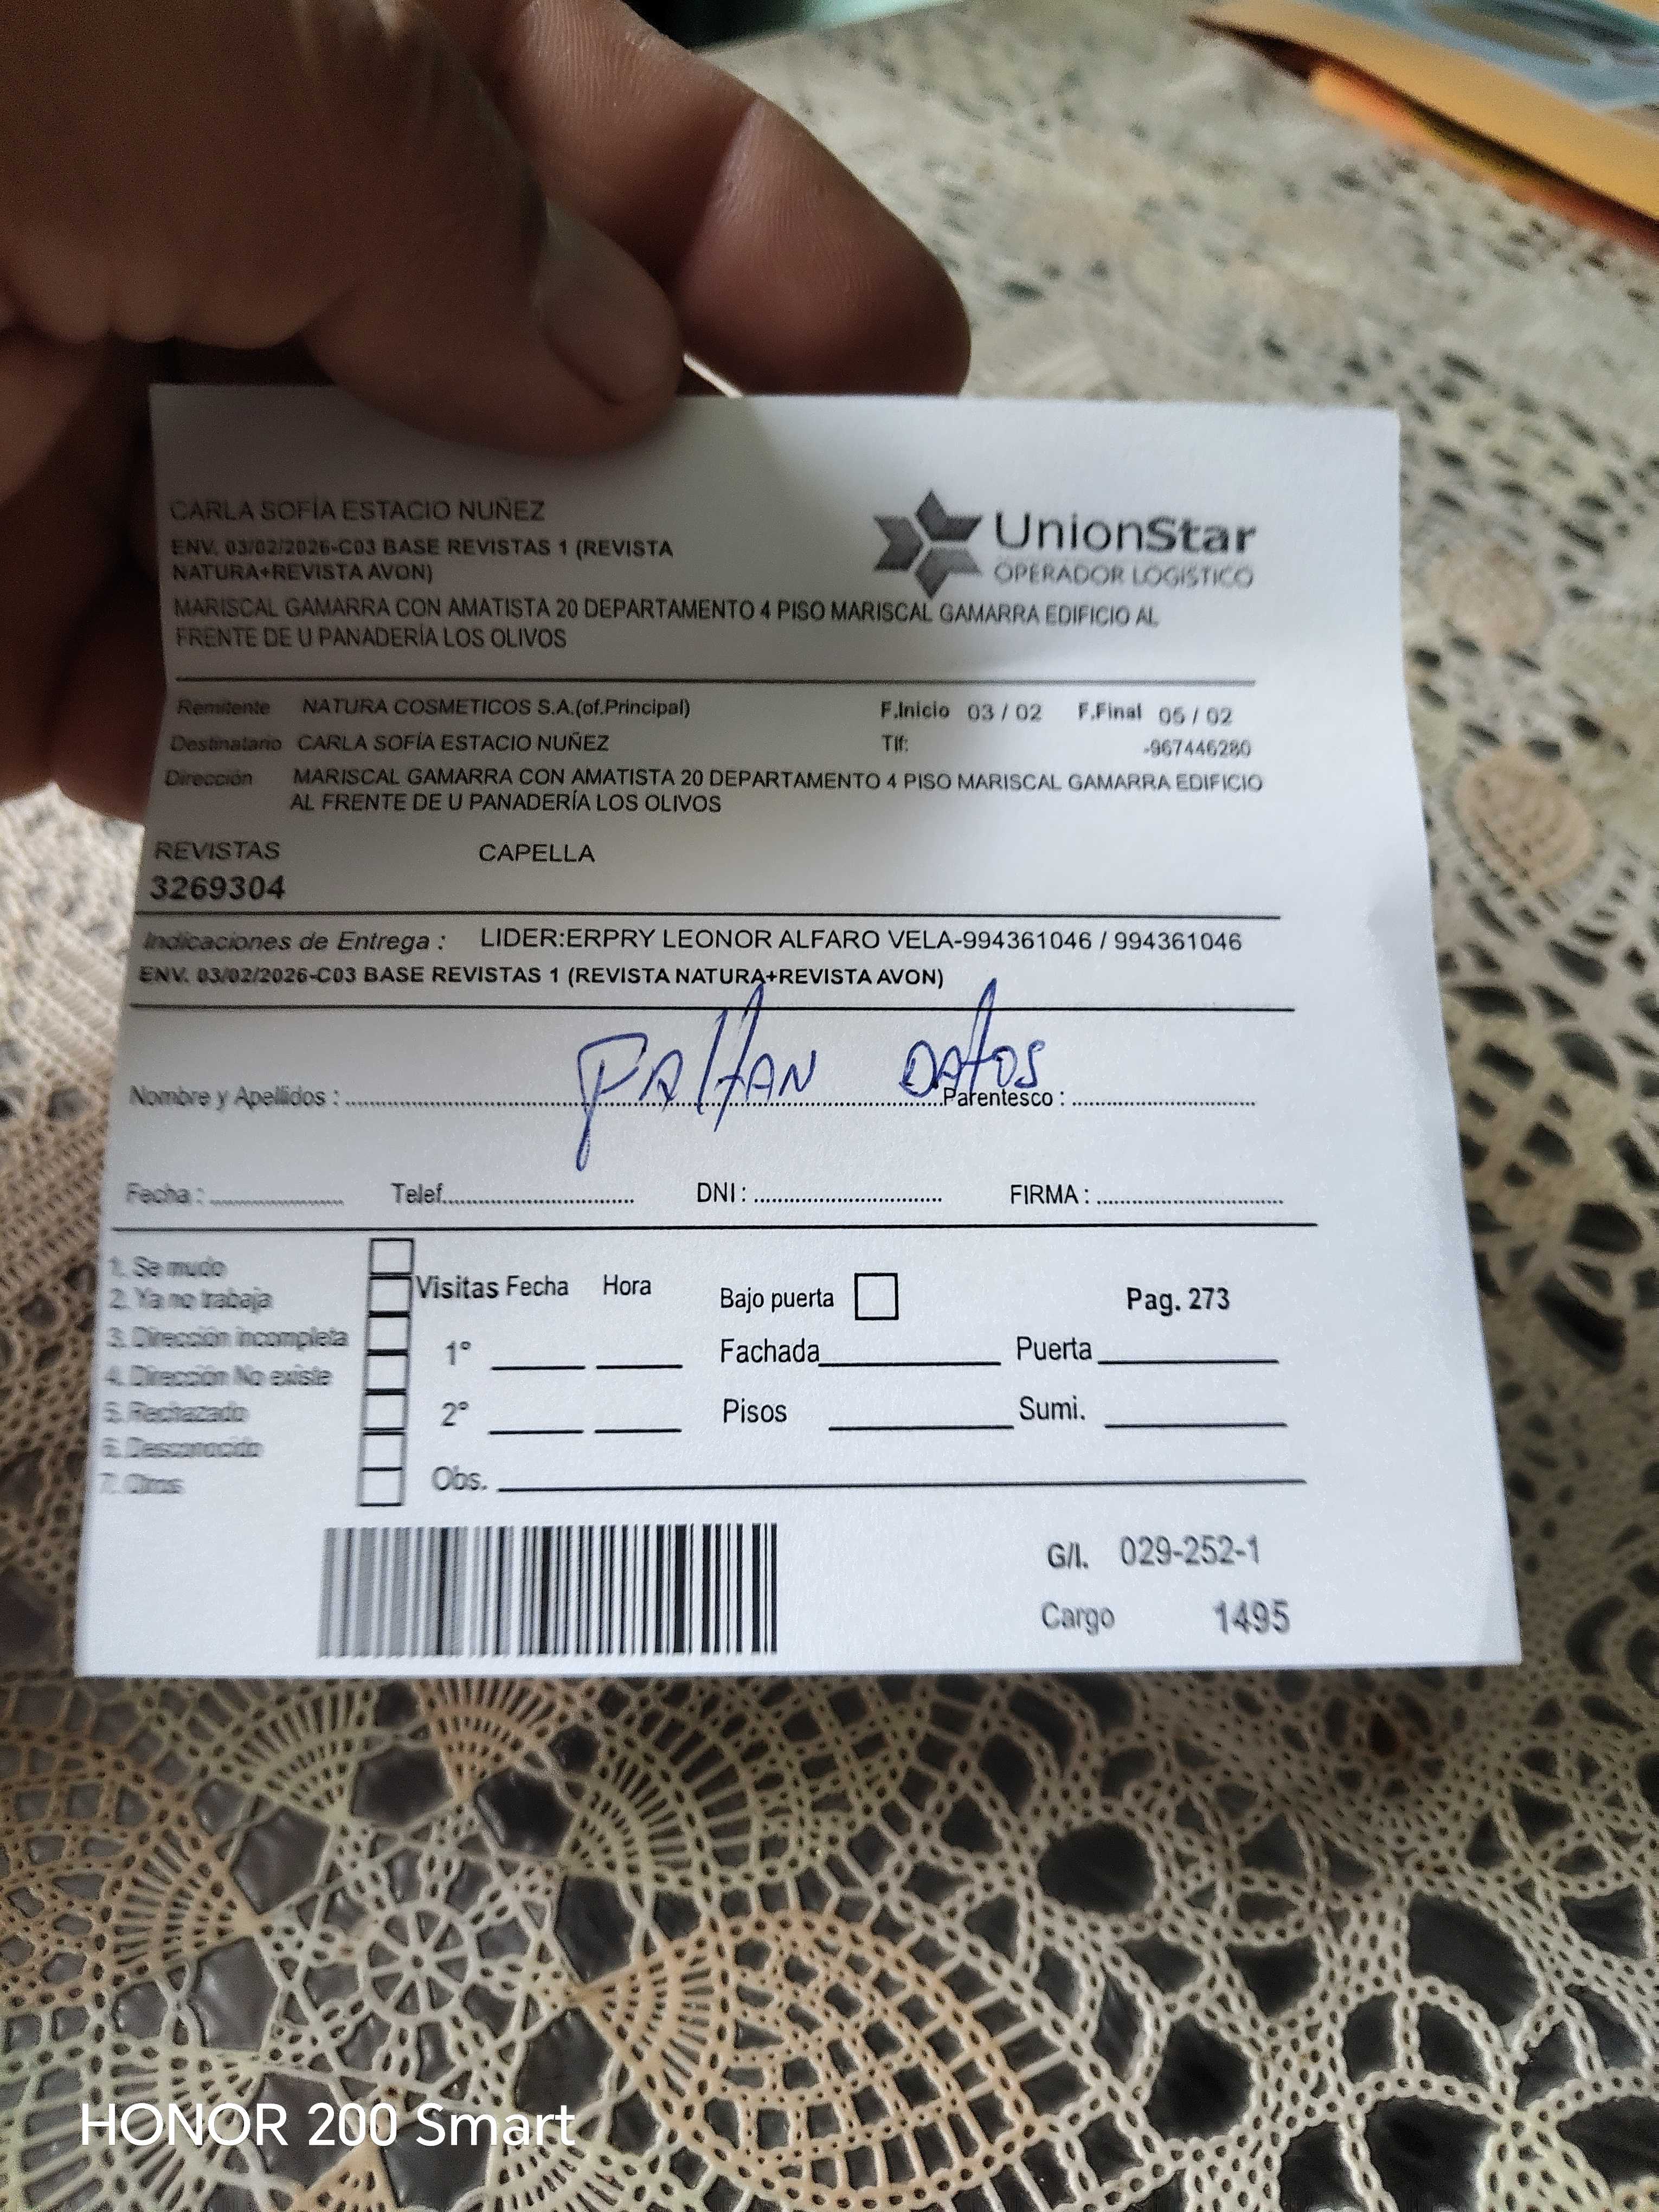 CARLA SOFÍA ESTACIO NUÑEZ
ENV. 03/02/2026-C03 BASE REVISTAS 1 (REVISTA
NATURA+REVISTA AVON)
UnionStar
OPERADOR LOGISTICO
MARISCAL GAMARRA CON AMATISTA 20 DEPARTAMENTO 4 PISO MARISCAL GAMARRA EDIFICIO AL
FRENTE DE U PANADERÍA LOS OLIVOS
Remitente NATURA COSMETICOS S.A.(of.Principal) F.Inicio 03 / 02 F.Final 05 / 02
Destinatario CARLA SOFÍA ESTACIO NUÑEZ Tlf: -967446280
Dirección MARISCAL GAMARRA CON AMATISTA 20 DEPARTAMENTO 4 PISO MARISCAL GAMARRA EDIFICIO
AL FRENTE DE U PANADERÍA LOS OLIVOS
REVISTAS CAPELLA
3269304
Indicaciones de Entrega : LIDER:ERPRY LEONOR ALFARO VELA-994361046 / 994361046
ENV. 03/02/2026-C03 BASE REVISTAS 1 (REVISTA NATURA+REVISTA AVON)
FAltAN DAtOS
Nombre y Apellidos : Parentesco :
Fecha : Telef. DNI : FIRMA :
1. Se mudo
2. Ya no trabaja
3. Dirección incompleta
4. Dirección No existe
5. Rechazado
6. Desconocido
7. Otros
Visitas Fecha Hora
1°
2°
Obs.
Bajo puerta Pag. 273
Fachada Puerta
Pisos Sumi.
G/I. 029-252-1
Cargo 1495
HONOR 200 Smart